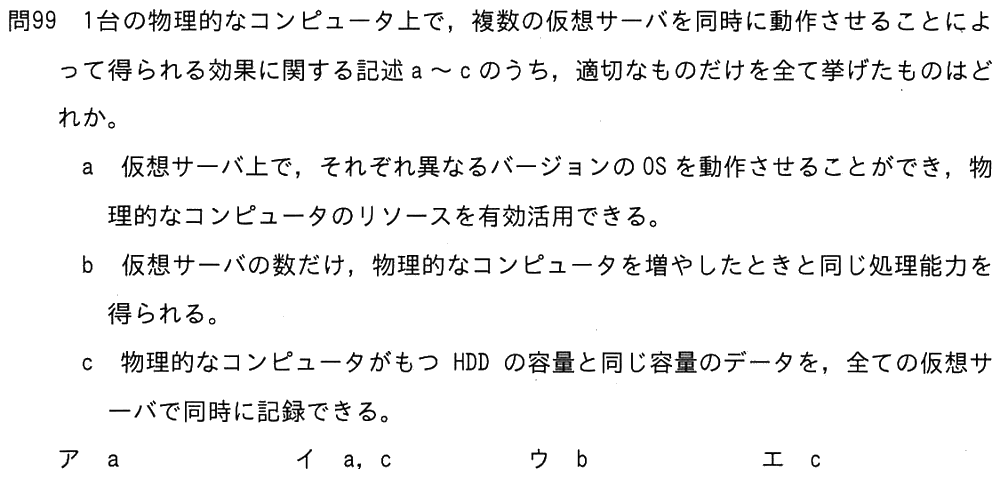 問99 1台の物理的なコンピュータ上で，複数の仮想サーバを同時に動作させることによ
って得られる効果に関する記述a～cのうち，適切なものだけを全て挙げたものはど
れか。
a 仮想サーバ上で，それぞれ異なるバージョンのOSを動作させることができ，物
理的なコンピュータのリソースを有効活用できる。
b 仮想サーバの数だけ，物理的なコンピュータを増やしたときと同じ処理能力を
得られる。
c 物理的なコンピュータがもつ HDD の容量と同じ容量のデータを，全ての仮想サ
ーバで同時に記録できる。
ア a イ a，c ウ b エ c